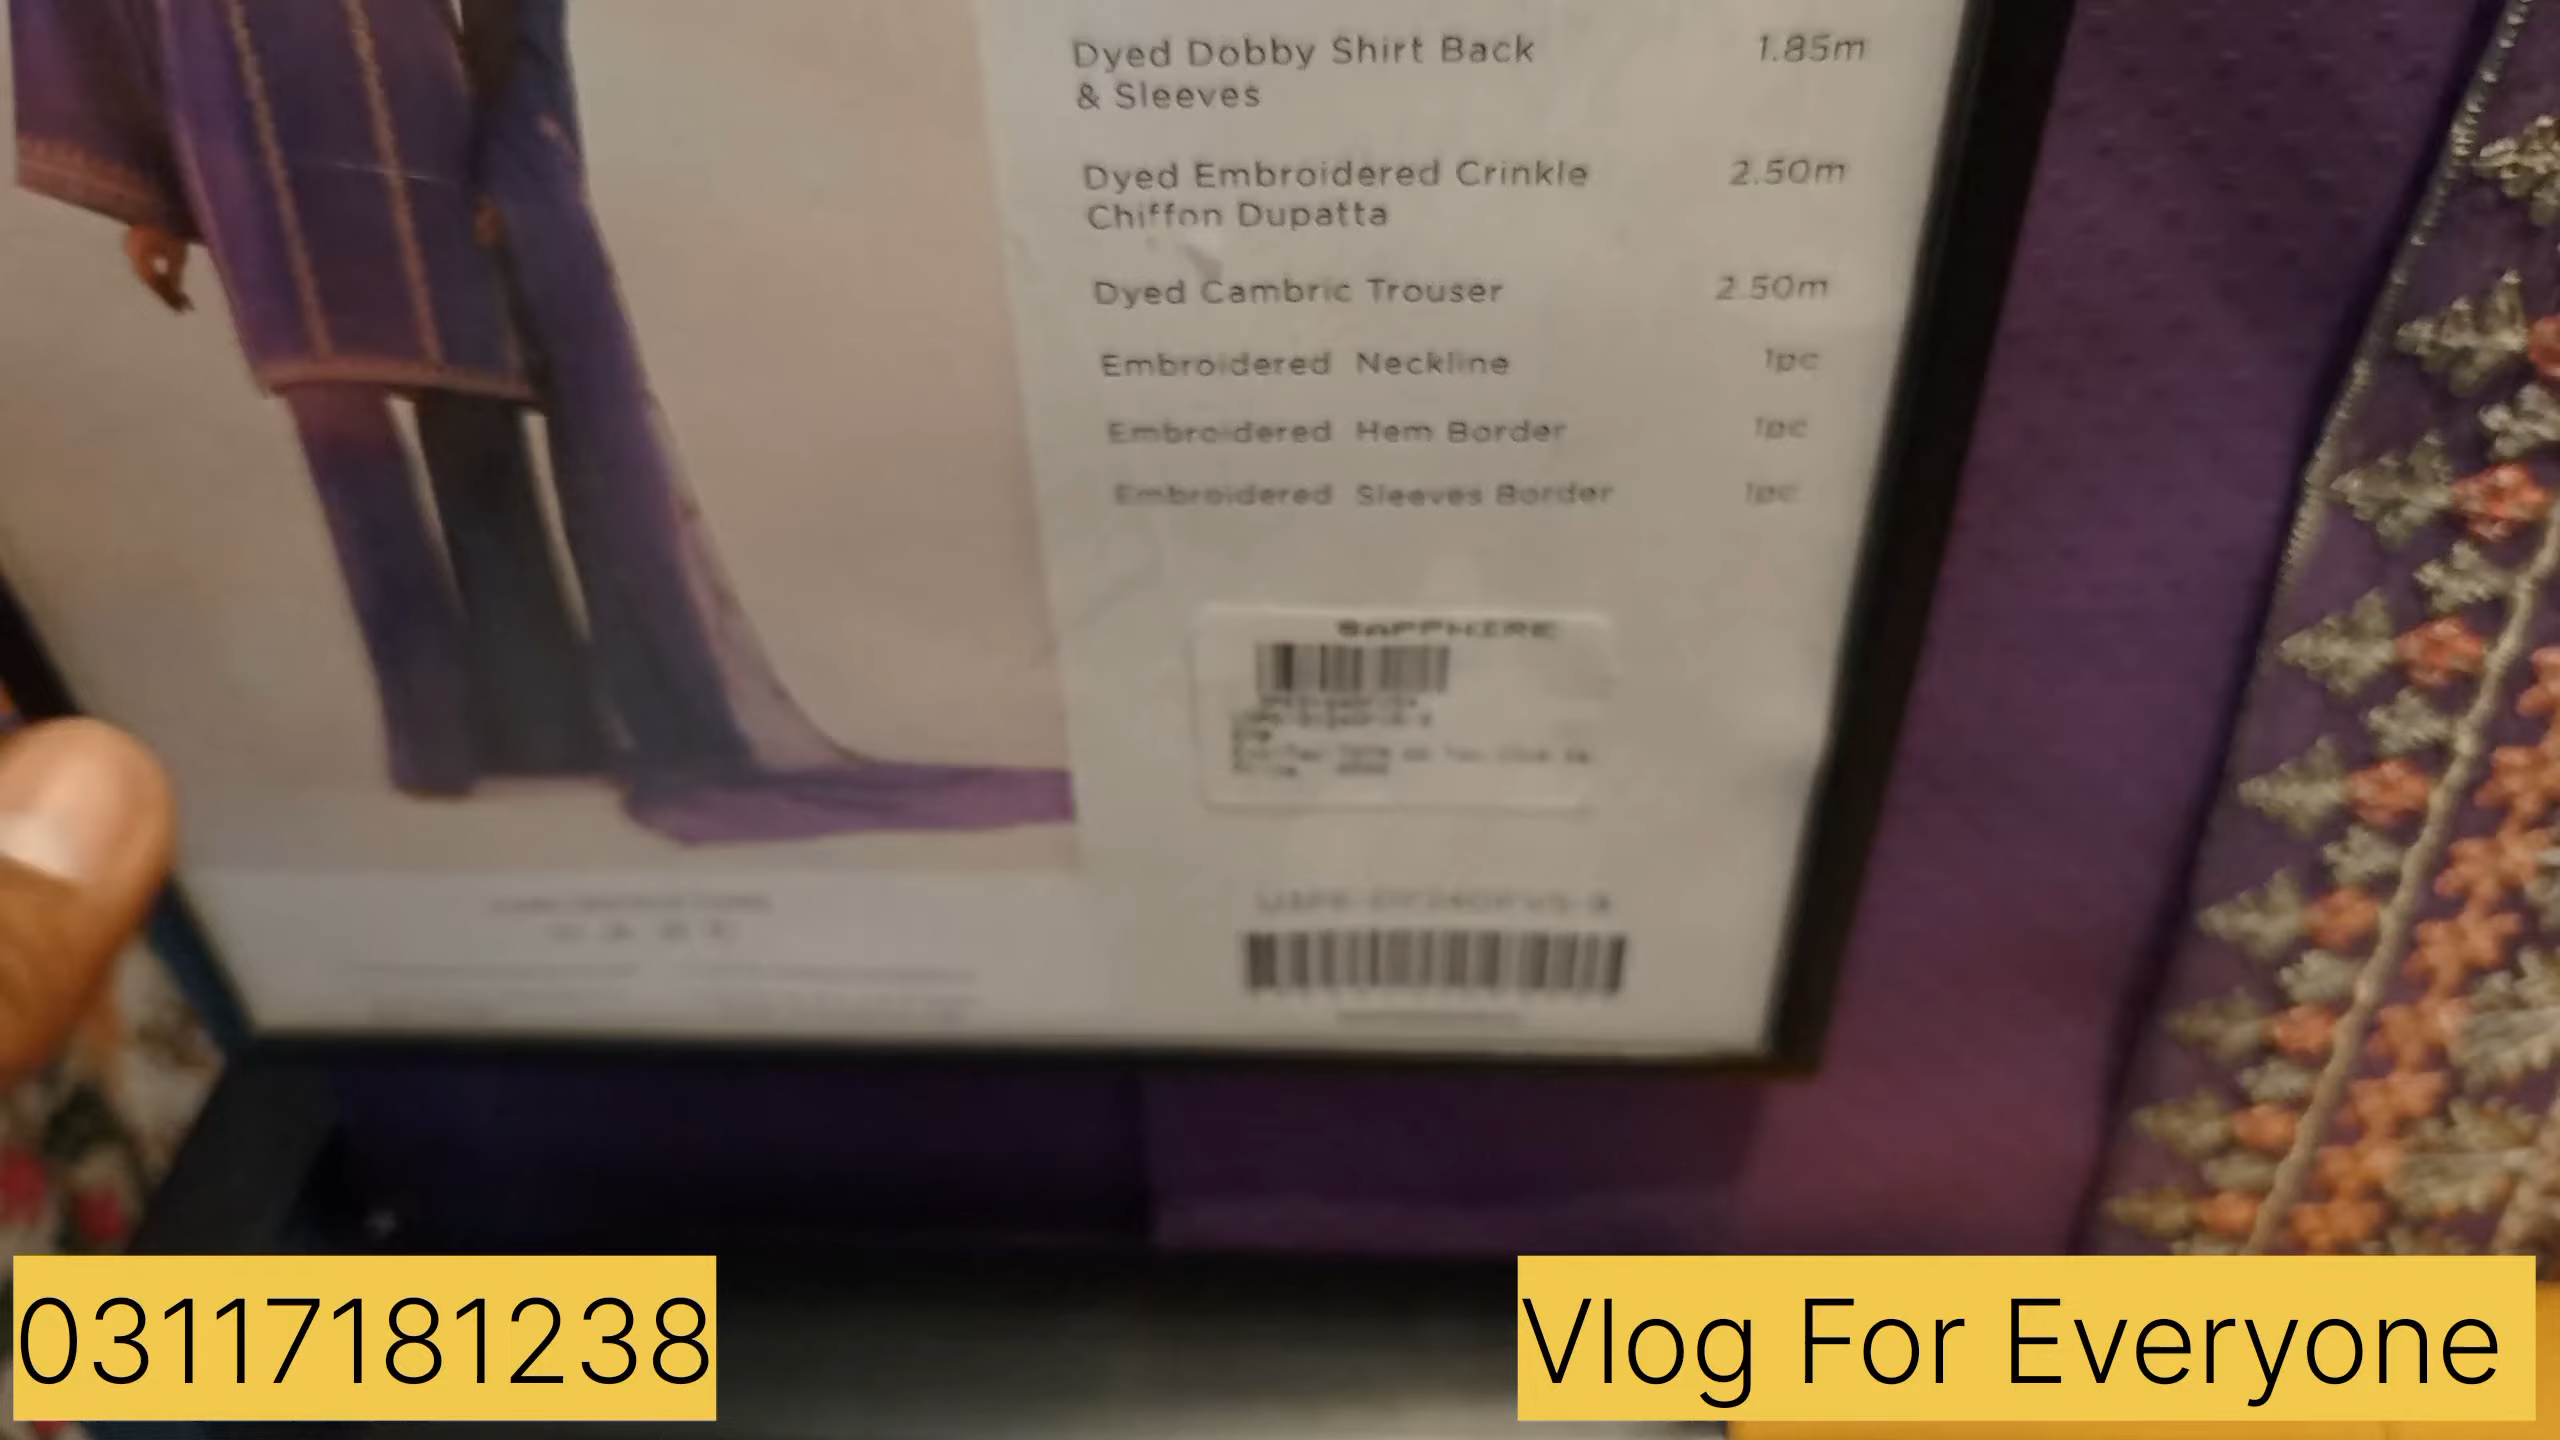 Dyed Dobby Shirt Back 1.85m
& Sleeves
Dyed Embroidered Crinkle 2.50m
Chiffon Dupatta
Dyed Cambric Trouser 2.50m
Embroidered Neckline 1pc
Embroidered Hem Border 1pc
Embroidered Sleeves Border 1pc
SAPPHIRE
03117181238
Vlog For Everyone